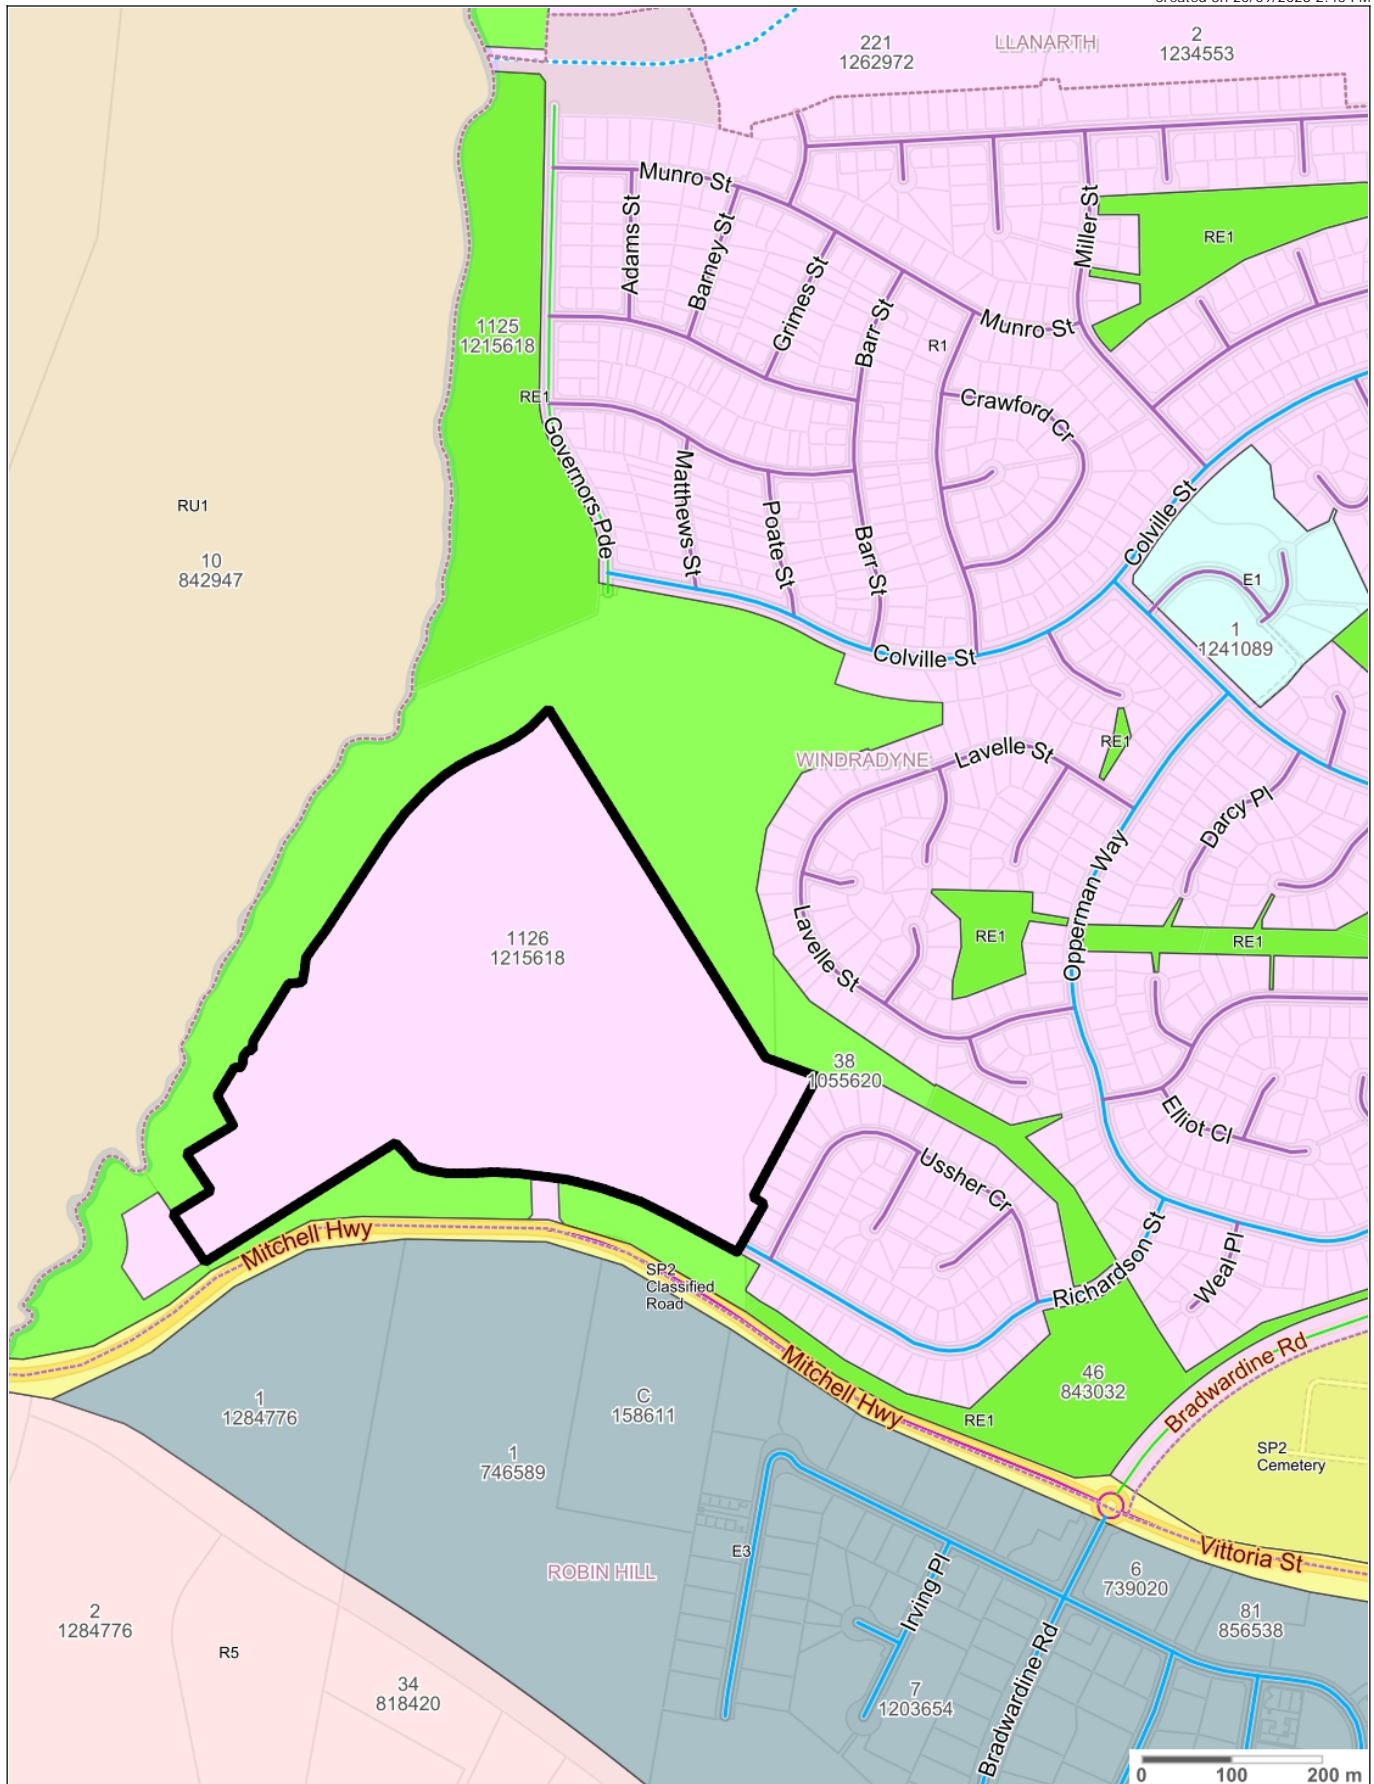 221
1262972
LLANARTH
2
1234553
Munro St
Adams St
Barney St
Grimes St
Miller St
RE1
1125
1215618
Barr St
R1
Munro St
RE1
Crawford Cr
Governors Pde
Matthews St
Poate St
Barr St
Colville St
RU1
10
842947
E1
1
1241089
Colville St
RE1
WINDRADYNE
Lavelle St
Darcy Pl
Opperman Way
1126
1215618
Lavelle St
RE1
RE1
38
1055620
Elliot Cl
Ussher Cr
Mitchell Hwy
Richardson St
Weal Pl
SP2
Classified
Road
Mitchell Hwy
Bradwardine Rd
46
843032
1
1284776
C
158611
RE1
1
746589
SP2
Cemetery
E3
Vittoria St
ROBIN HILL
Irving Pl
6
739020
2
1284776
81
856538
R5
34
818420
7
1203654
Bradwardine Rd
0 100 200 m